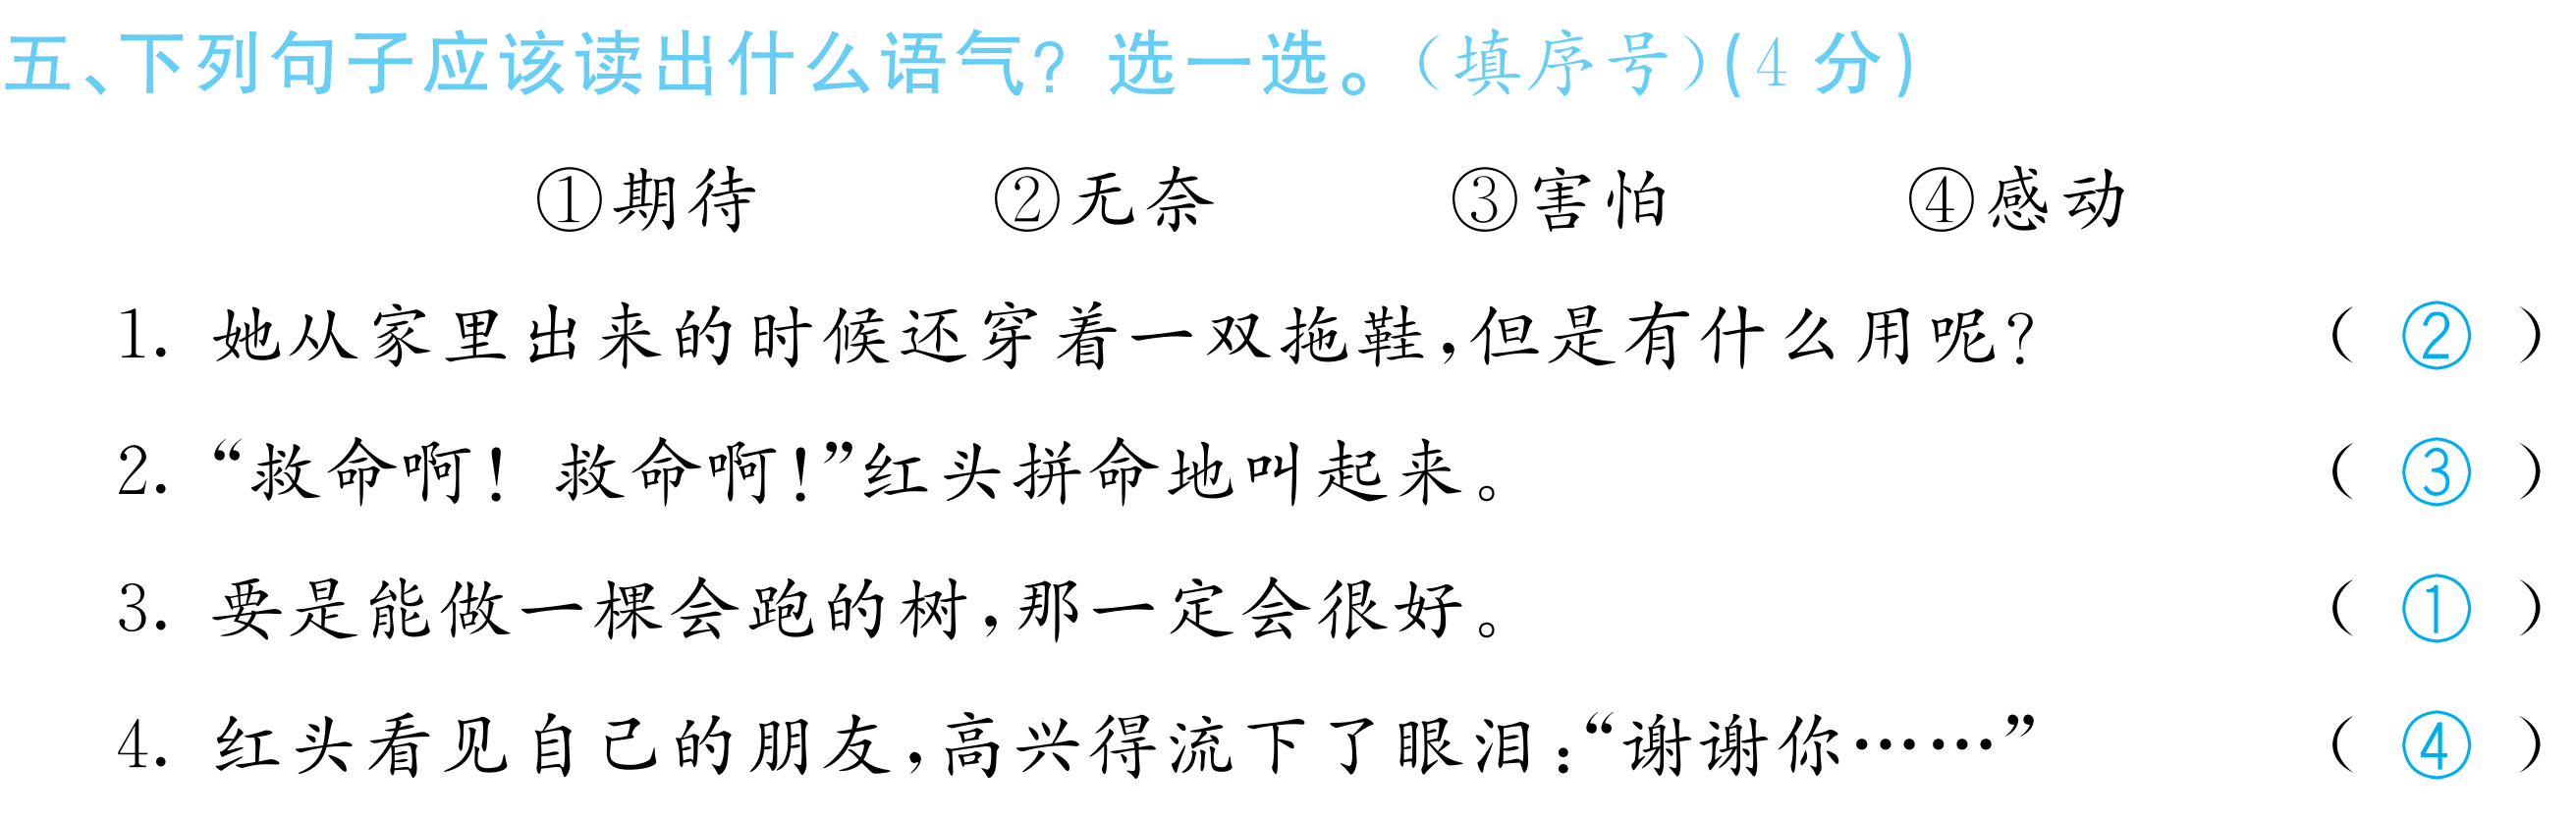 五、下列句子应该读出什么语气？选一选。（填序号）(4 分)
①期待 ②无奈 ③害怕 ④感动
1. 她从家里出来的时候还穿着一双拖鞋，但是有什么用呢？ （ ② ）
2. “救命啊！救命啊！”红头拼命地叫起来。 （ ③ ）
3. 要是能做一棵会跑的树，那一定会很好。 （ ① ）
4. 红头看见自己的朋友，高兴得流下了眼泪：“谢谢你……” （ ④ ）